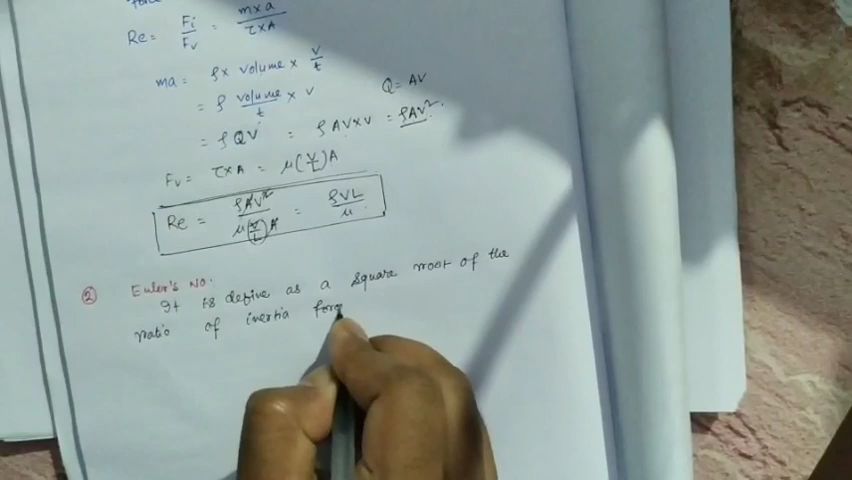 force
Re = Fi/Fv = m×a/τ×A
ma = ρ× volume × V/t
= ρ volume/t × V
Q = AV
= ρQV = ρAV×V = ρAV².
Fv = τ×A = μ(V/L)A
Re = ρAV²/μ(V/L)A = ρVL/μ.
② Euler's No.
It is define as a square root of the
ratio of inertia forc